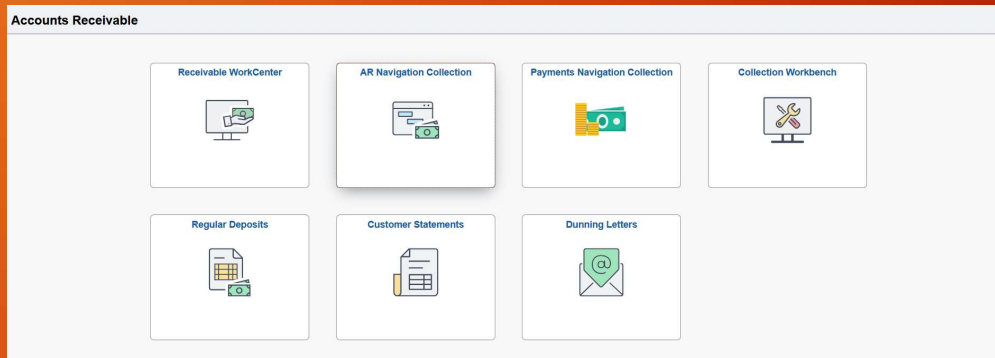 Accounts Receivable
Receivable WorkCenter
AR Navigation Collection
Payments Navigation Collection
Collection Workbench
Regular Deposits
Customer Statements
Dunning Letters
@